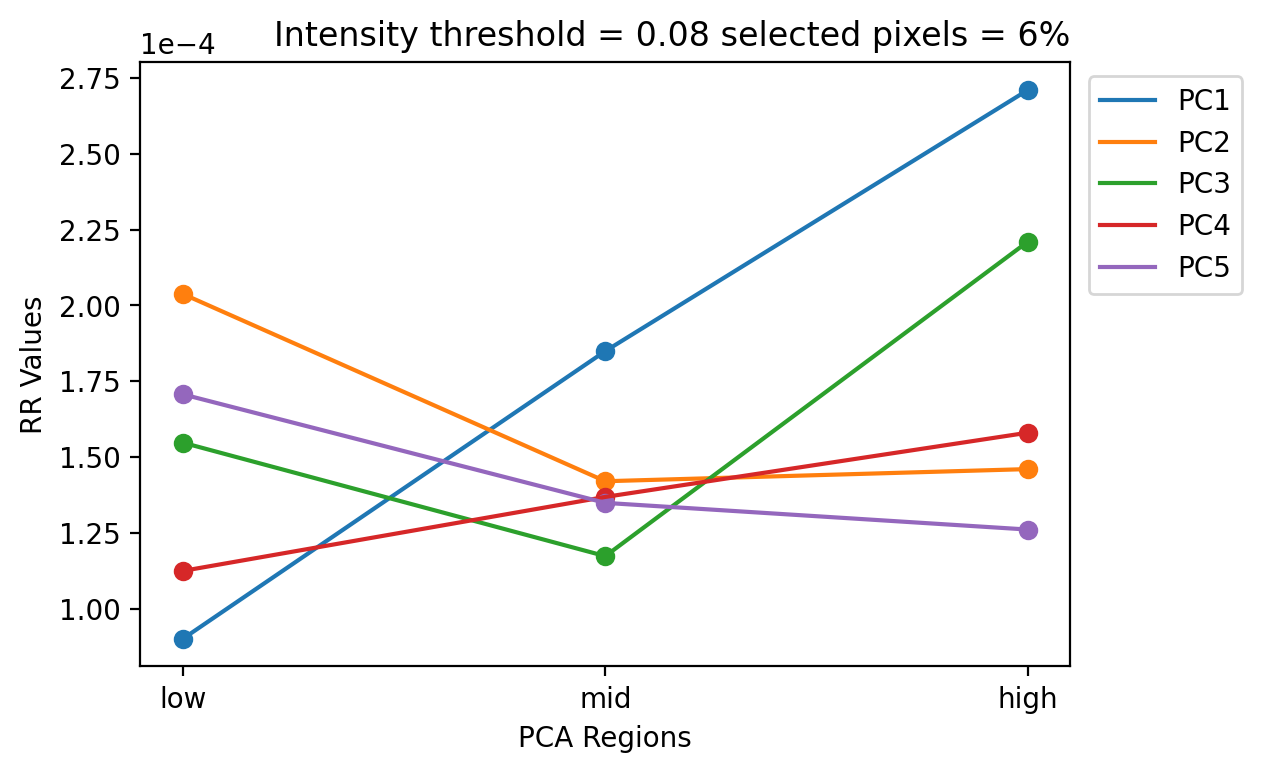 Intensity threshold = 0.08 selected pixels = 6%
1e−4
2.75
2.50
2.25
2.00
1.75
1.50
1.25
1.00
RR Values
low
mid
high
PCA Regions
PC1
PC2
PC3
PC4
PC5